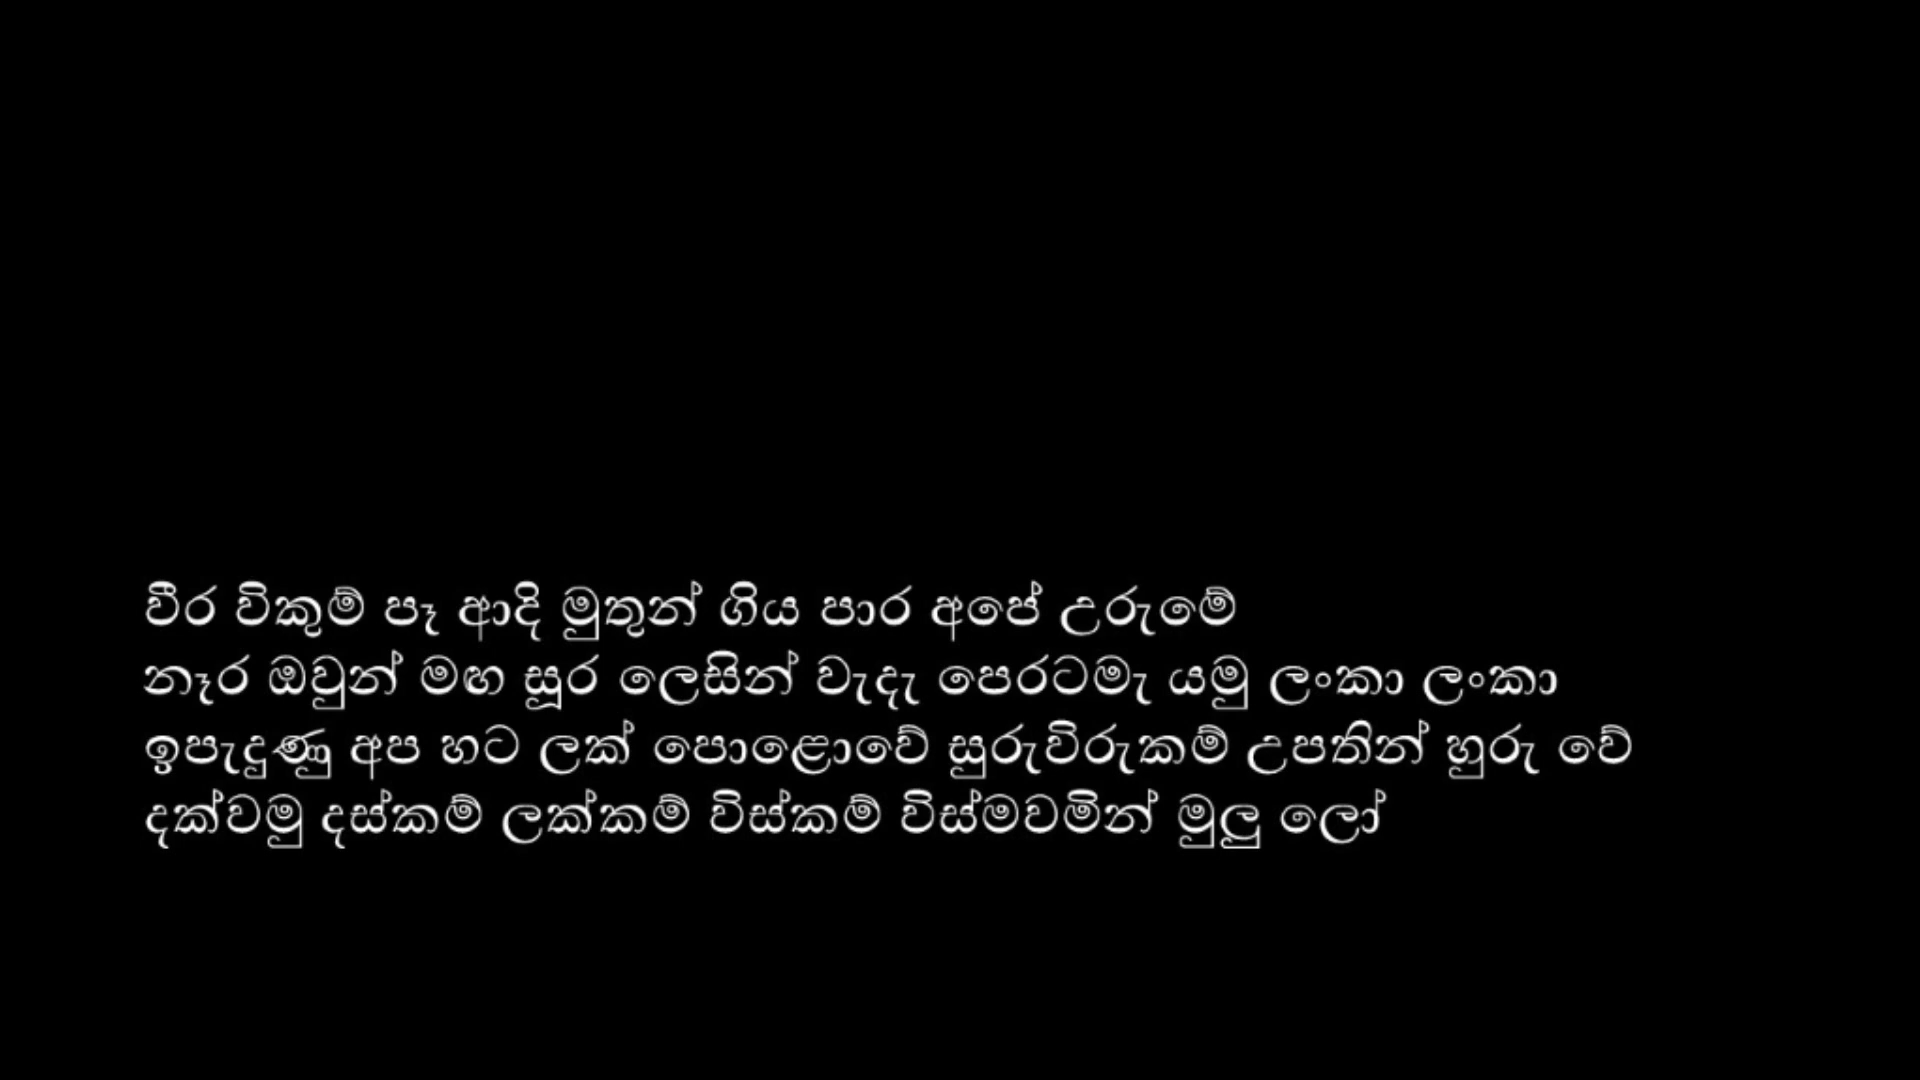 වීර විකුම් පෑ ආදි මුතුන් ගිය පාර අපේ උරුමේ
නෑර ඔවුන් මඟ සූර ලෙසින් වැදැ පෙරටමැ යමු ලංකා ලංකා
ඉපැදුණු අප හට ලක් පොළොවේ සුරුවිරුකම් උපතින් හුරු වේ
දක්වමු දස්කම් ලක්කම් විස්කම් විස්මවමින් මුලු ලෝ